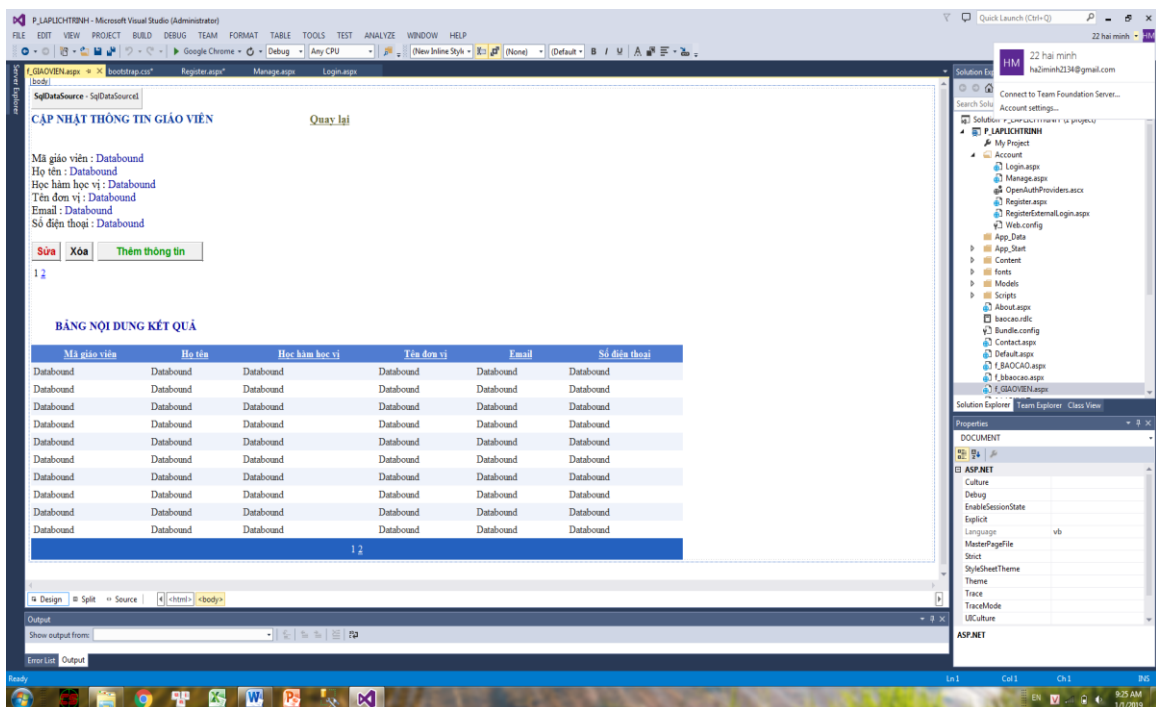 P_LAPLICHTRINH - Microsoft Visual Studio (Administrator)
Quick Launch (Ctrl+Q)
FILE EDIT VIEW PROJECT BUILD DEBUG TEAM FORMAT TABLE TOOLS TEST ANALYZE WINDOW HELP
22 hai minh HM
Google Chrome Debug Any CPU (New Inline Style (None) (Default B I U A
Server Explorer
f_GIAOVIEN.aspx bootstrap.css* Register.aspx* Manage.aspx Login.aspx
body
SqlDataSource - SqlDataSource1
CẬP NHẬT THÔNG TIN GIÁO VIÊN Quay lại
Mã giáo viên : Databound
Họ tên : Databound
Học hàm học vị : Databound
Tên đơn vị : Databound
Email : Databound
Số điện thoại : Databound
Sửa Xóa Thêm thông tin
1 2
BẢNG NỘI DUNG KẾT QUẢ
Mã giáo viên Họ tên Học hàm học vị Tên đơn vị Email Số điện thoại
Databound Databound Databound Databound Databound Databound
Databound Databound Databound Databound Databound Databound
Databound Databound Databound Databound Databound Databound
Databound Databound Databound Databound Databound Databound
Databound Databound Databound Databound Databound Databound
Databound Databound Databound Databound Databound Databound
Databound Databound Databound Databound Databound Databound
Databound Databound Databound Databound Databound Databound
Databound Databound Databound Databound Databound Databound
Databound Databound Databound Databound Databound Databound
1 2
Design Split Source <html> <body>
Output
Show output from:
Error List Output
HM 22 hai minh
ha2iminh2134@gmail.com
Connect to Team Foundation Server...
Account settings...
Solution
Search Solu
P_LAPLICHTRINH
My Project
Account
Login.aspx
Manage.aspx
OpenAuthProviders.ascx
Register.aspx
RegisterExternalLogin.aspx
Web.config
App_Data
App_Start
Content
fonts
Models
Scripts
About.aspx
baocao.rdlc
Bundle.config
Contact.aspx
Default.aspx
f_BAOCAO.aspx
f_bbaocao.aspx
f_GIAOVIEN.aspx
Solution Explorer Team Explorer Class View
Properties
DOCUMENT
ASP.NET
Culture
Debug
EnableSessionState
Explicit
Language vb
MasterPageFile
Strict
StyleSheetTheme
Theme
Trace
TraceMode
UICulture
ASP.NET
Ready Ln 1 Col 1 Ch 1 INS
EN V 9:25 AM
1/1/2019